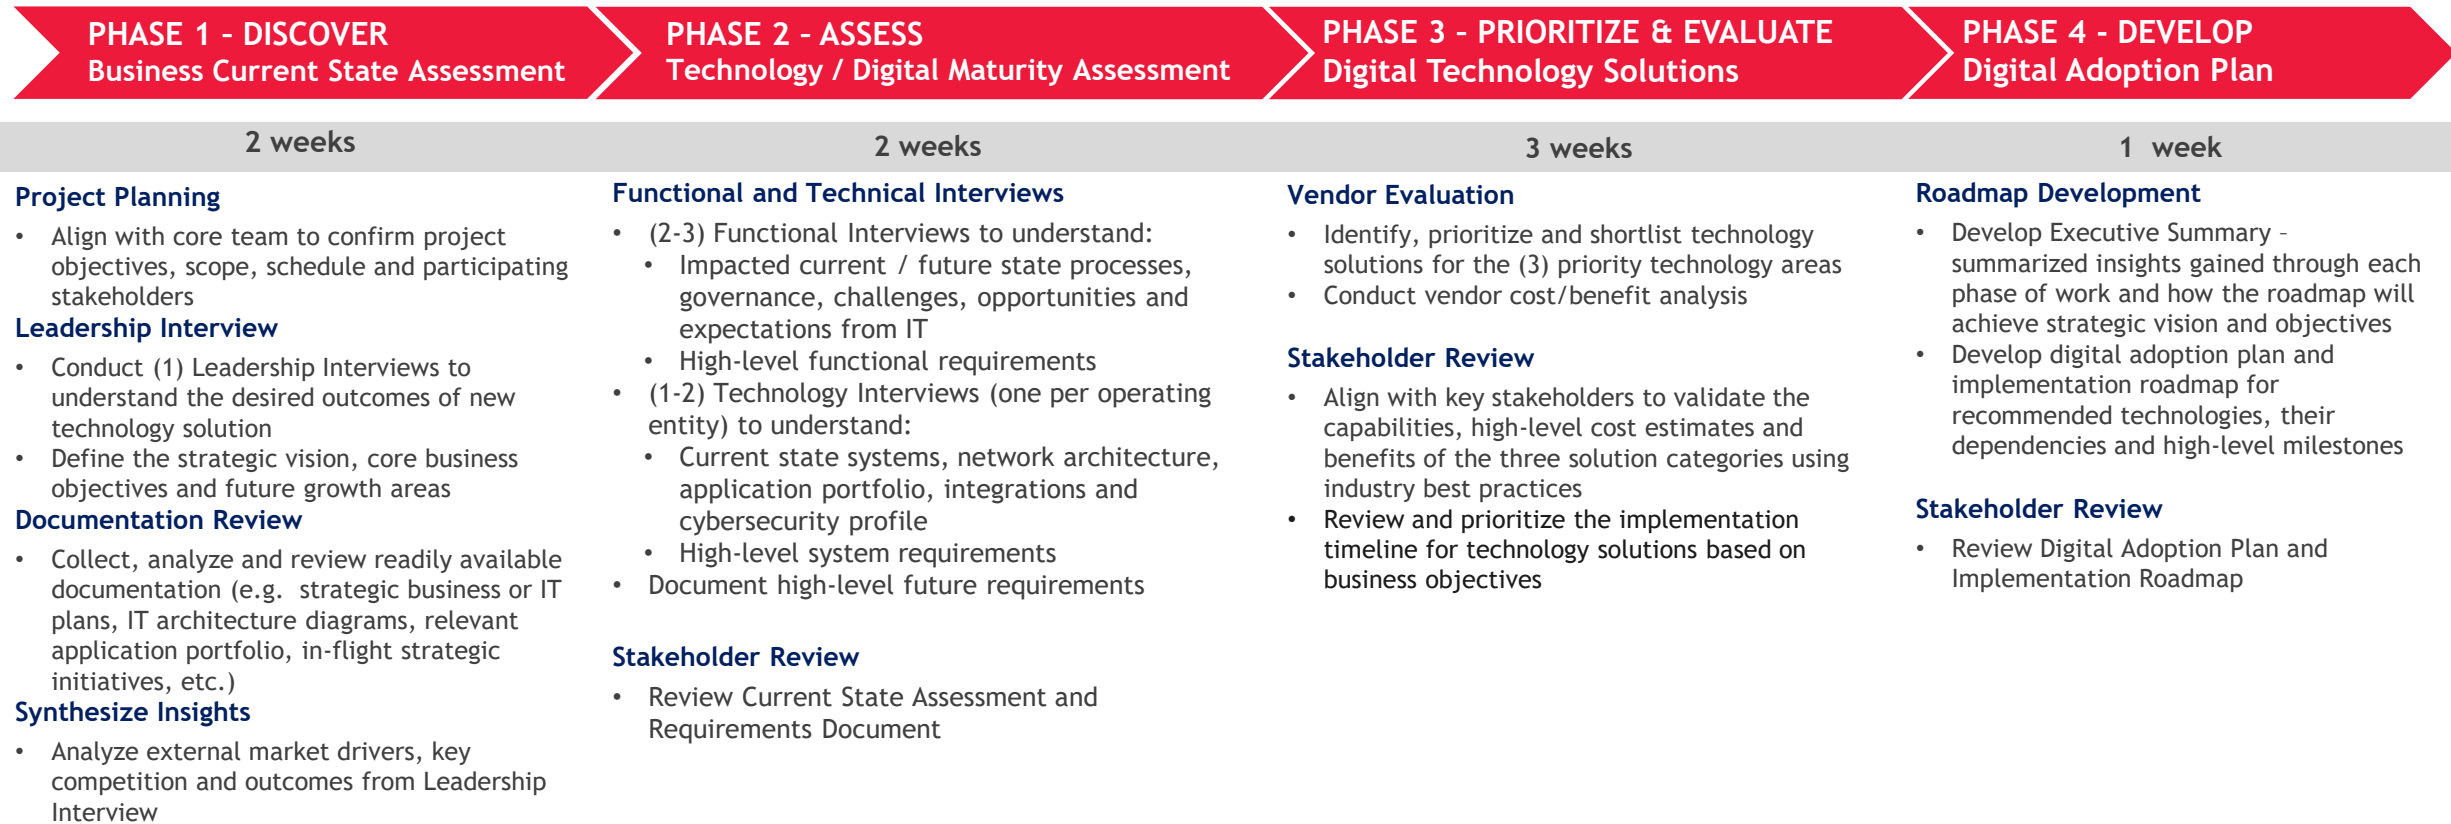 PHASE 1 – DISCOVER
Business Current State Assessment
PHASE 2 – ASSESS
Technology / Digital Maturity Assessment
PHASE 3 – PRIORITIZE & EVALUATE
Digital Technology Solutions
PHASE 4 - DEVELOP
Digital Adoption Plan
2 weeks
2 weeks
3 weeks
1 week
Project Planning
• Align with core team to confirm project
objectives, scope, schedule and participating
stakeholders
Leadership Interview
• Conduct (1) Leadership Interviews to
understand the desired outcomes of new
technology solution
• Define the strategic vision, core business
objectives and future growth areas
Documentation Review
• Collect, analyze and review readily available
documentation (e.g. strategic business or IT
plans, IT architecture diagrams, relevant
application portfolio, in-flight strategic
initiatives, etc.)
Synthesize Insights
• Analyze external market drivers, key
competition and outcomes from Leadership
Interview
Functional and Technical Interviews
• (2-3) Functional Interviews to understand:
• Impacted current / future state processes,
governance, challenges, opportunities and
expectations from IT
• High-level functional requirements
• (1-2) Technology Interviews (one per operating
entity) to understand:
• Current state systems, network architecture,
application portfolio, integrations and
cybersecurity profile
• High-level system requirements
• Document high-level future requirements
Stakeholder Review
• Review Current State Assessment and
Requirements Document
Vendor Evaluation
• Identify, prioritize and shortlist technology
solutions for the (3) priority technology areas
• Conduct vendor cost/benefit analysis
Stakeholder Review
• Align with key stakeholders to validate the
capabilities, high-level cost estimates and
benefits of the three solution categories using
industry best practices
• Review and prioritize the implementation
timeline for technology solutions based on
business objectives
Roadmap Development
• Develop Executive Summary –
summarized insights gained through each
phase of work and how the roadmap will
achieve strategic vision and objectives
• Develop digital adoption plan and
implementation roadmap for
recommended technologies, their
dependencies and high-level milestones
Stakeholder Review
• Review Digital Adoption Plan and
Implementation Roadmap